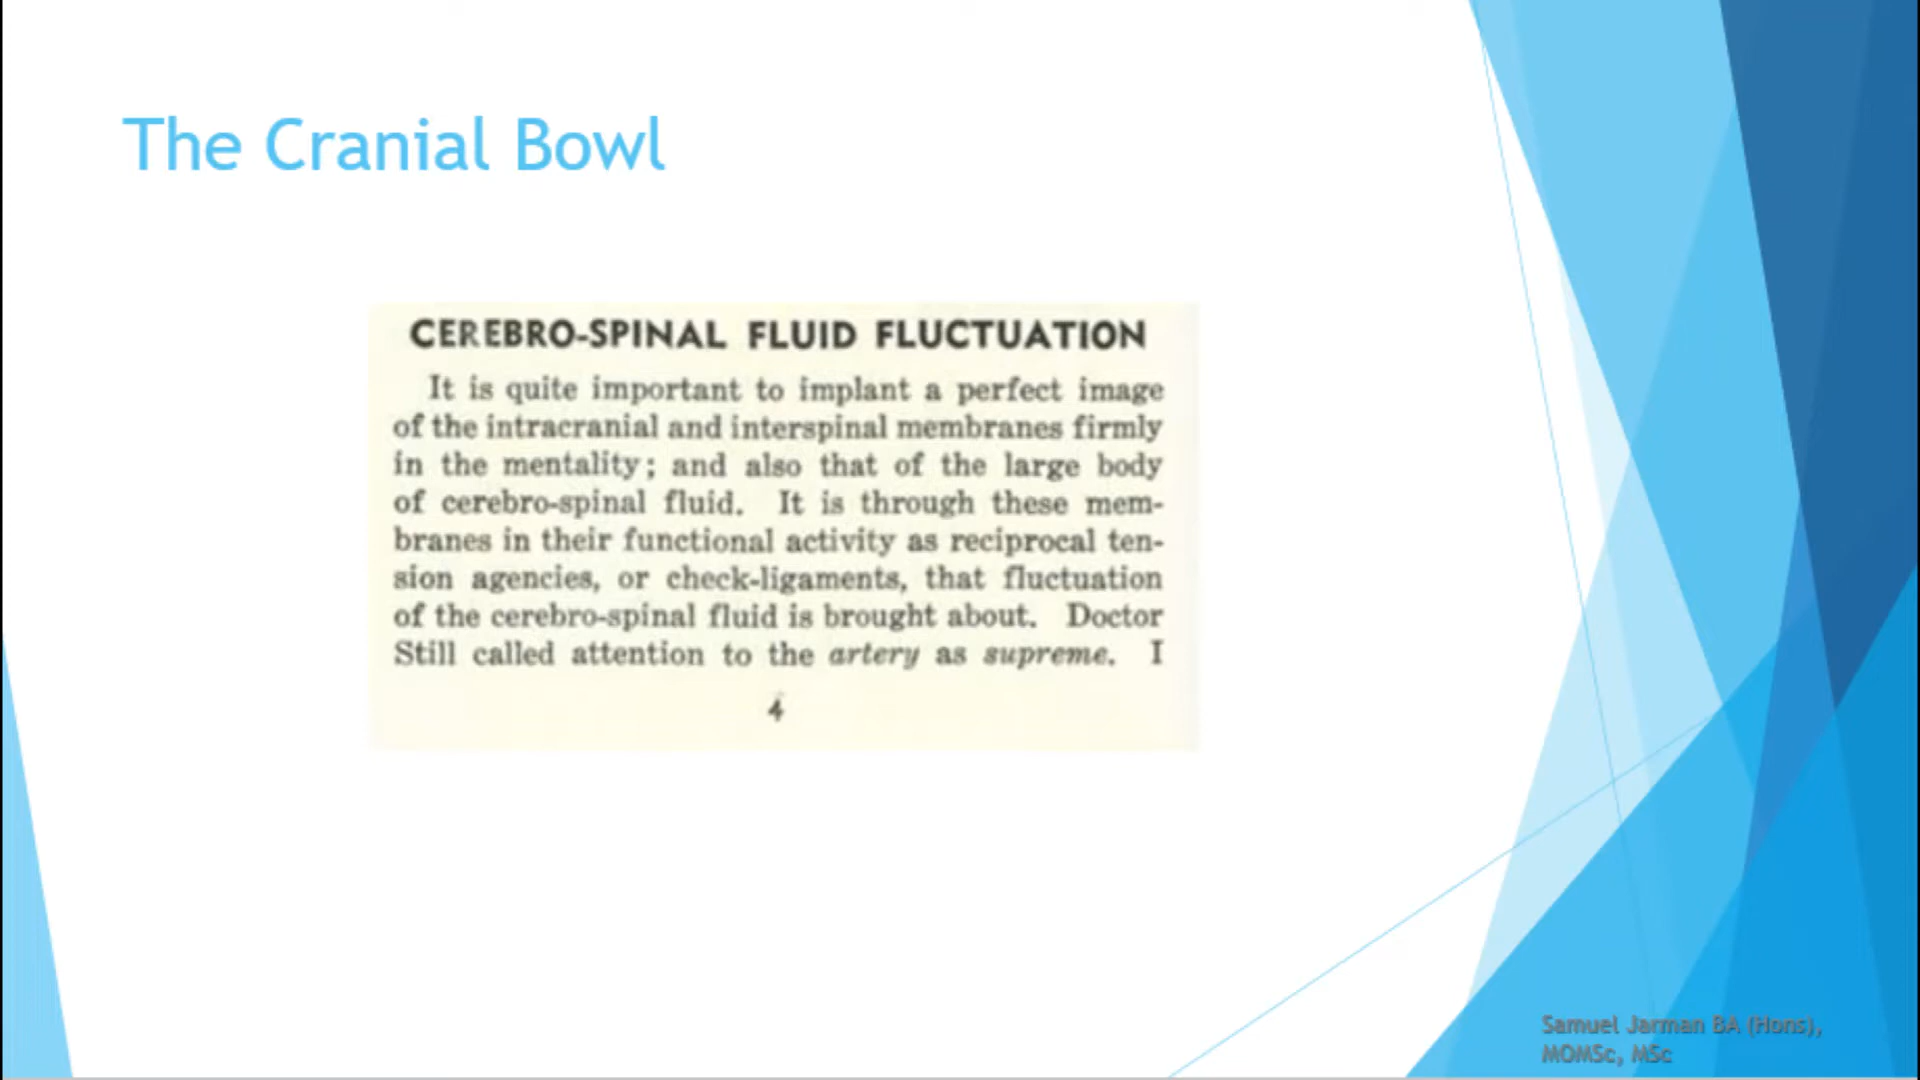 The Cranial Bowl
CEREBRO-SPINAL FLUID FLUCTUATION
It is quite important to implant a perfect image
of the intracranial and interspinal membranes firmly
in the mentality; and also that of the large body
of cerebro-spinal fluid. It is through these mem-
branes in their functional activity as reciprocal ten-
sion agencies, or check-ligaments, that fluctuation
of the cerebro-spinal fluid is brought about. Doctor
Still called attention to the artery as supreme. I
4
Samuel Jarman BA (Hons),
MOMSc, MSc